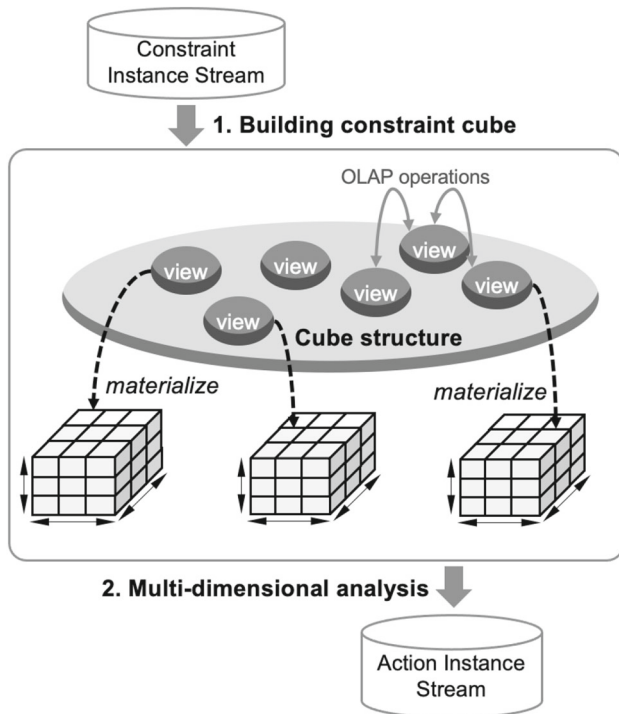 Constraint
Instance Stream
1. Building constraint cube
OLAP operations
view
view
view
view
view
view
Cube structure
materialize
materialize
2. Multi-dimensional analysis
Action Instance
Stream